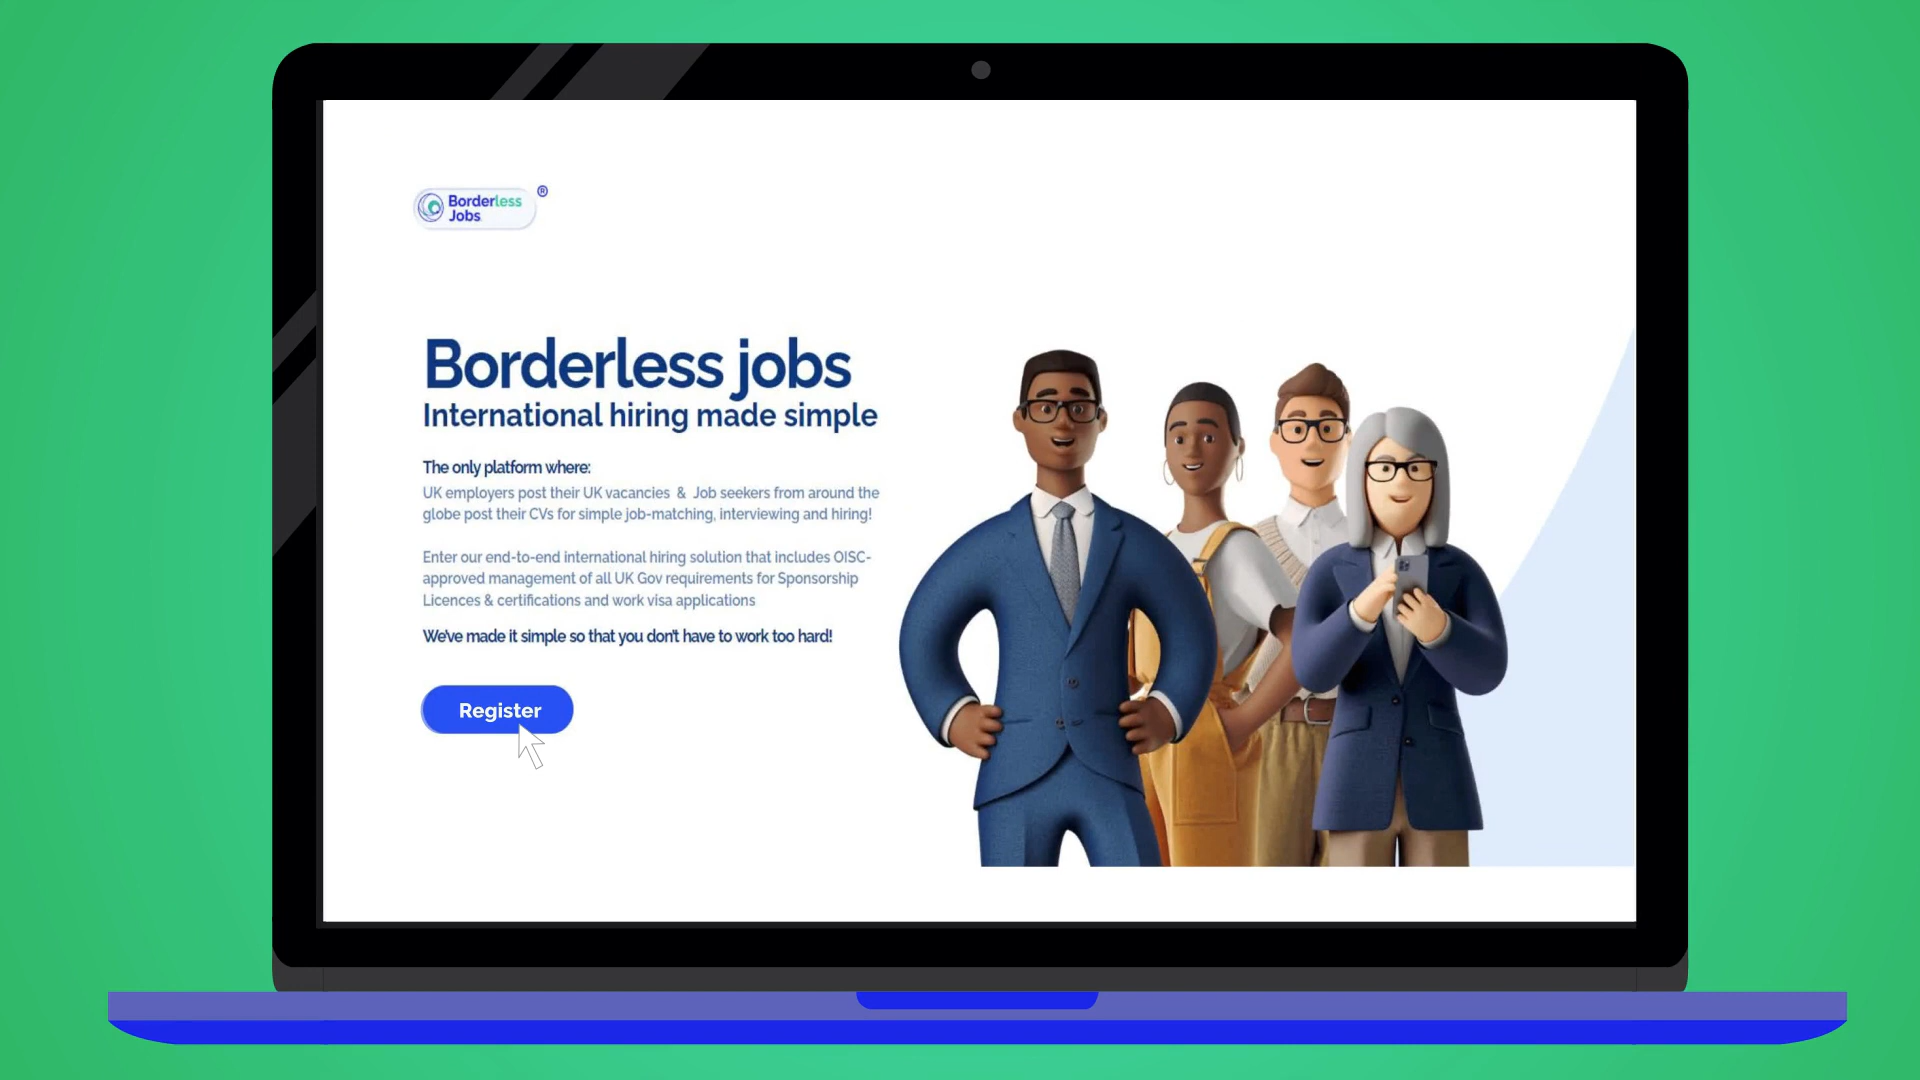 Borderless
Jobs
®
Borderless jobs
International hiring made simple
The only platform where:
UK employers post their UK vacancies & Job seekers from around the
globe post their CVs for simple job-matching, interviewing and hiring!
Enter our end-to-end international hiring solution that includes OISC-
approved management of all UK Gov requirements for Sponsorship
Licences & certifications and work visa applications
We've made it simple so that you don't have to work too hard!
Register